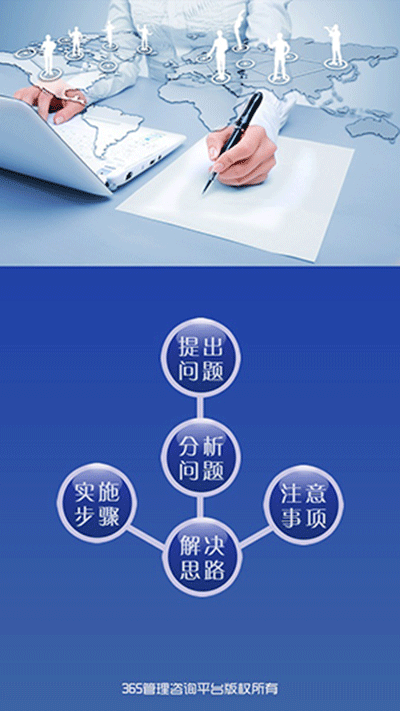 提出
问题
分析
问题
实施
步骤
注意
事项
解决
思路
365管理咨询平台版权所有